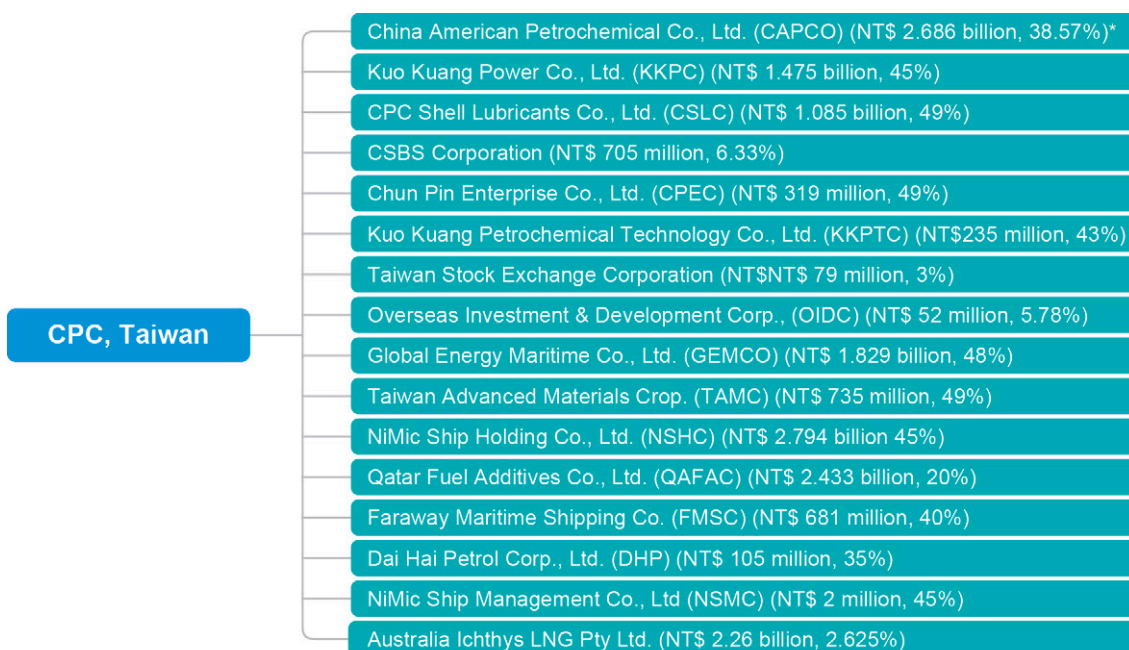 China American Petrochemical Co., Ltd. (CAPCO) (NT$ 2.686 billion, 38.57%)*
Kuo Kuang Power Co., Ltd. (KKPC) (NT$ 1.475 billion, 45%)
CPC Shell Lubricants Co., Ltd. (CSLC) (NT$ 1.085 billion, 49%)
CSBS Corporation (NT$ 705 million, 6.33%)
Chun Pin Enterprise Co., Ltd. (CPEC) (NT$ 319 million, 49%)
Kuo Kuang Petrochemical Technology Co., Ltd. (KKPTC) (NT$235 million, 43%)
Taiwan Stock Exchange Corporation (NT$NT$ 79 million, 3%)
CPC, Taiwan
Overseas Investment & Development Corp., (OIDC) (NT$ 52 million, 5.78%)
Global Energy Maritime Co., Ltd. (GEMCO) (NT$ 1.829 billion, 48%)
Taiwan Advanced Materials Crop. (TAMC) (NT$ 735 million, 49%)
NiMic Ship Holding Co., Ltd. (NSHC) (NT$ 2.794 billion 45%)
Qatar Fuel Additives Co., Ltd. (QAFAC) (NT$ 2.433 billion, 20%)
Faraway Maritime Shipping Co. (FMSC) (NT$ 681 million, 40%)
Dai Hai Petrol Corp., Ltd. (DHP) (NT$ 105 million, 35%)
NiMic Ship Management Co., Ltd (NSMC) (NT$ 2 million, 45%)
Australia Ichthys LNG Pty Ltd. (NT$ 2.26 billion, 2.625%)